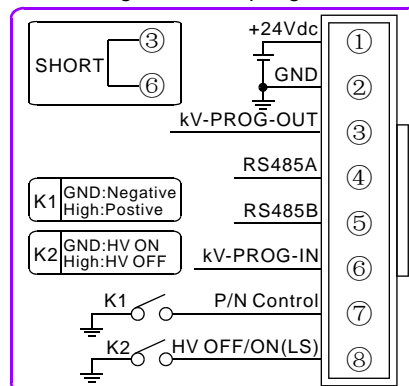 +24Vdc
①
③
SHORT
⑥
GND
②
kV-PROG-OUT
③
RS485A
④
K1
GND:Negative
High:Postive
RS485B
⑤
K2
GND:HV ON
High:HV OFF
kV-PROG-IN
⑥
K1
P/N Control
⑦
K2
HV OFF/ON(LS)
⑧